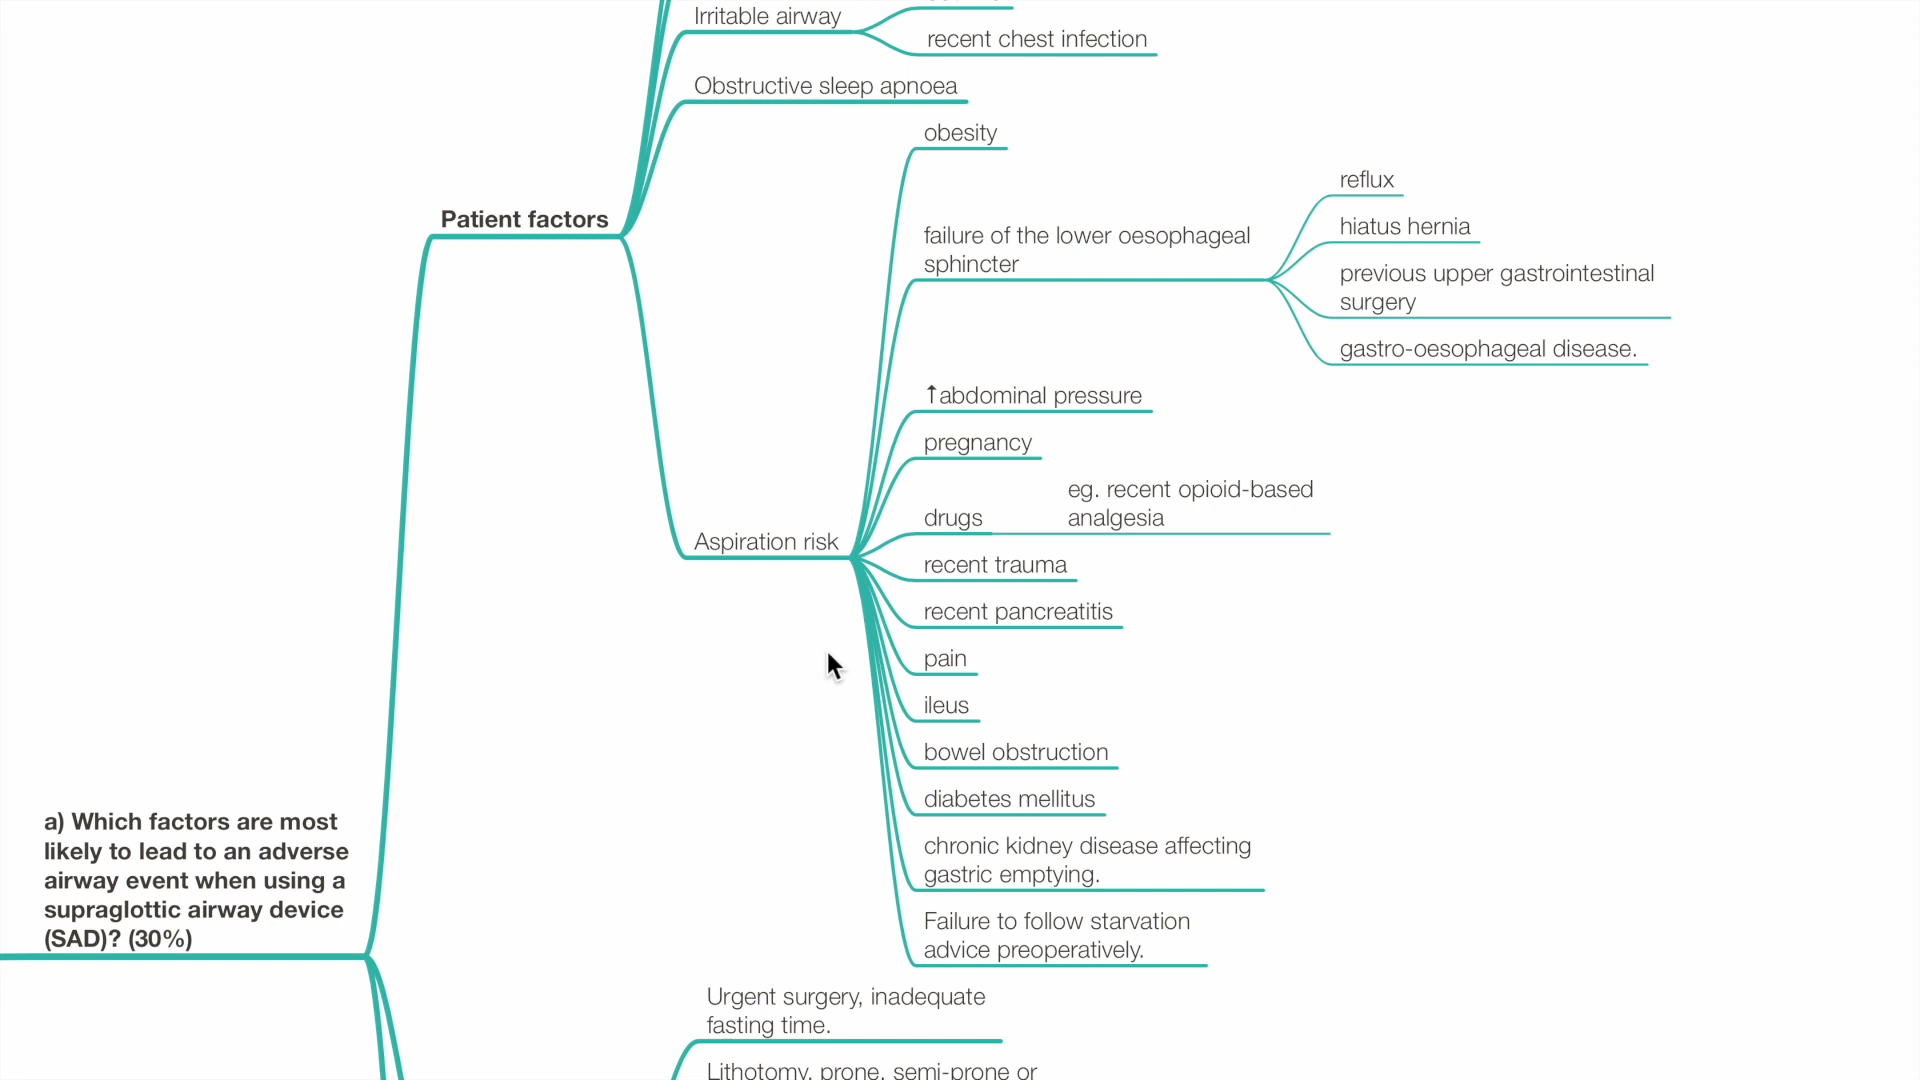 Irritable airway
recent chest infection
Obstructive sleep apnoea
obesity
reflux
Patient factors
failure of the lower oesophageal
sphincter
hiatus hernia
previous upper gastrointestinal
surgery
gastro-oesophageal disease.
↑abdominal pressure
pregnancy
drugs
eg. recent opioid-based
analgesia
Aspiration risk
recent trauma
recent pancreatitis
pain
ileus
bowel obstruction
diabetes mellitus
chronic kidney disease affecting
gastric emptying.
Failure to follow starvation
advice preoperatively.
a) Which factors are most
likely to lead to an adverse
airway event when using a
supraglottic airway device
(SAD)? (30%)
Urgent surgery, inadequate
fasting time.
Lithotomy, prone, semi-prone or